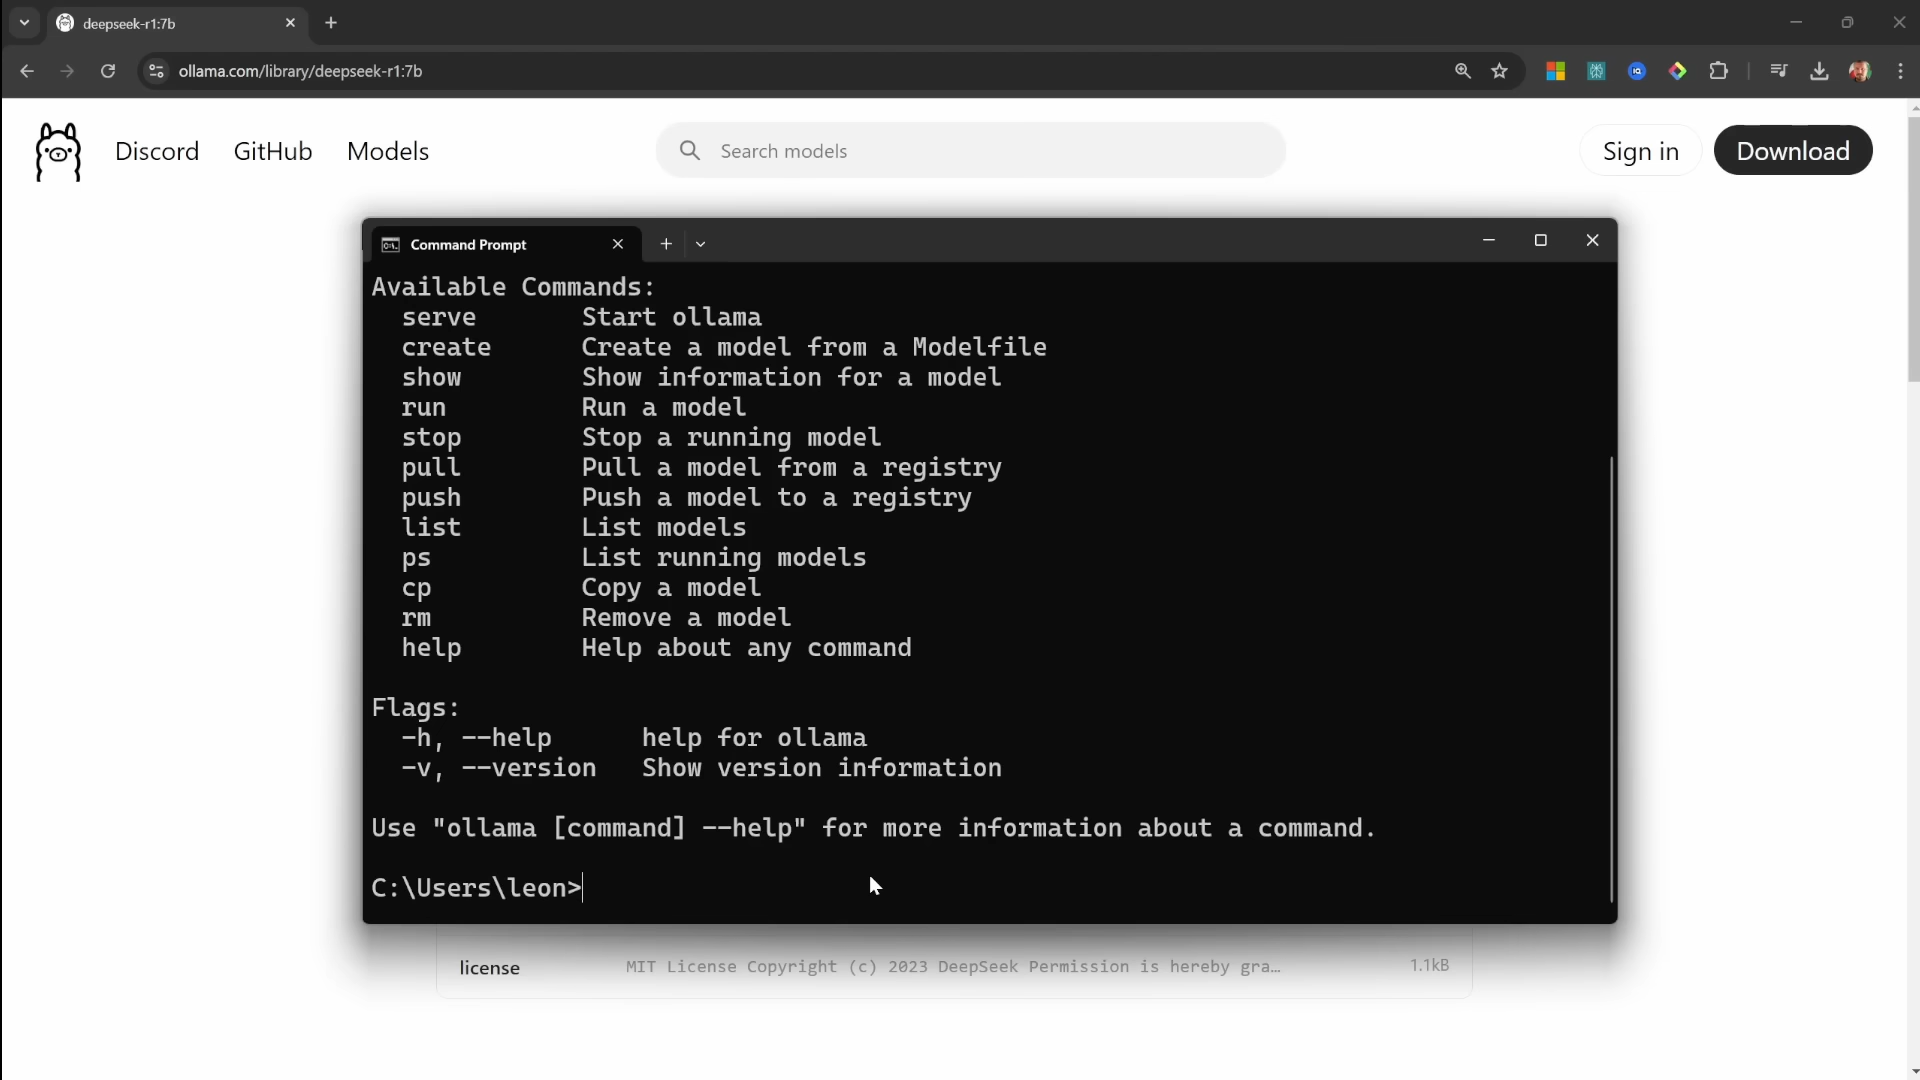 deepseek-r1:7b
ollama.com/library/deepseek-r1:7b
Discord GitHub Models
Search models
Sign in
Download
Command Prompt
Available Commands:
serve Start ollama
create Create a model from a Modelfile
show Show information for a model
run Run a model
stop Stop a running model
pull Pull a model from a registry
push Push a model to a registry
list List models
ps List running models
cp Copy a model
rm Remove a model
help Help about any command
Flags:
-h, --help help for ollama
-v, --version Show version information
Use "ollama [command] --help" for more information about a command.
C:\Users\leon>
license MIT License Copyright (c) 2023 DeepSeek Permission is hereby gra… 1.1kB